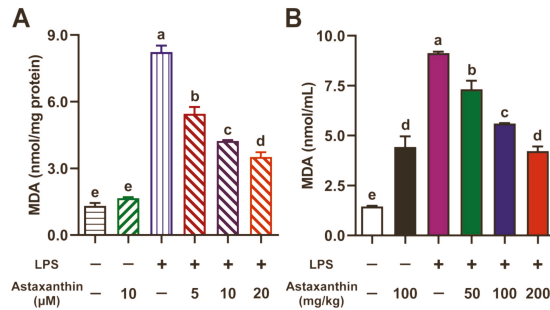 A
MDA (nmol/mg protein)
9.0
6.0
3.0
0.0
e
e
a
b
c
d
LPS
– – + + + +
Astaxanthin
(μM)
– 10 – 5 10 20
B
MDA (nmol/mL)
10.0
7.5
5.0
2.5
0.0
e
d
a
b
c
d
LPS
– – + + + +
Astaxanthin
(mg/kg)
– 100 – 50 100 200